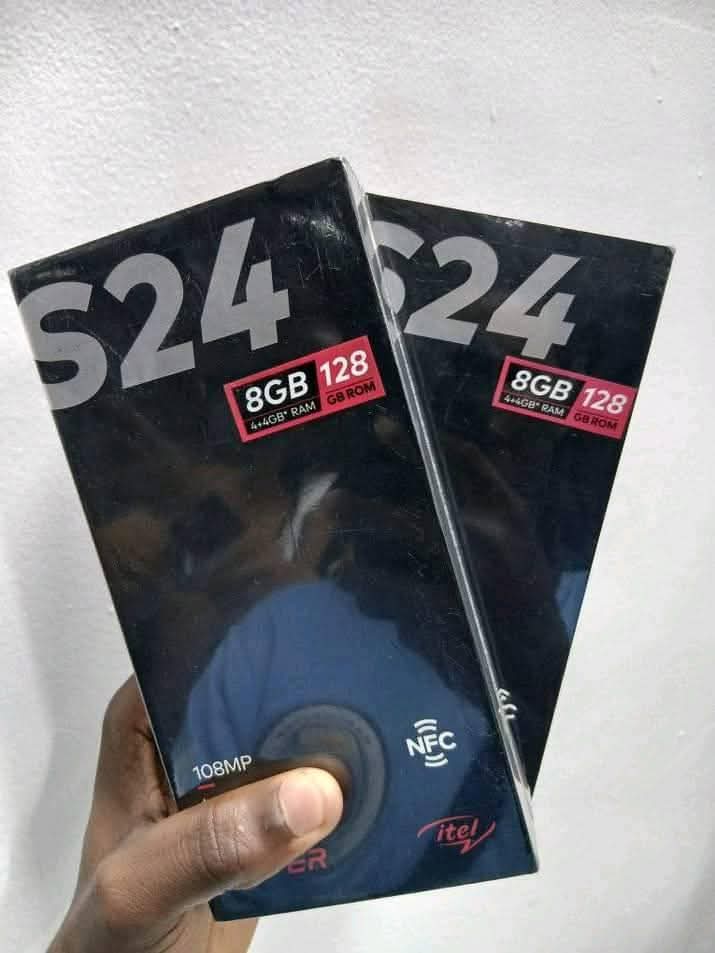 S24
8GB 128
4+4GB* RAM GB ROM
108MP
NFC
itel
ER
S24
8GB 128
4+4GB* RAM GB ROM